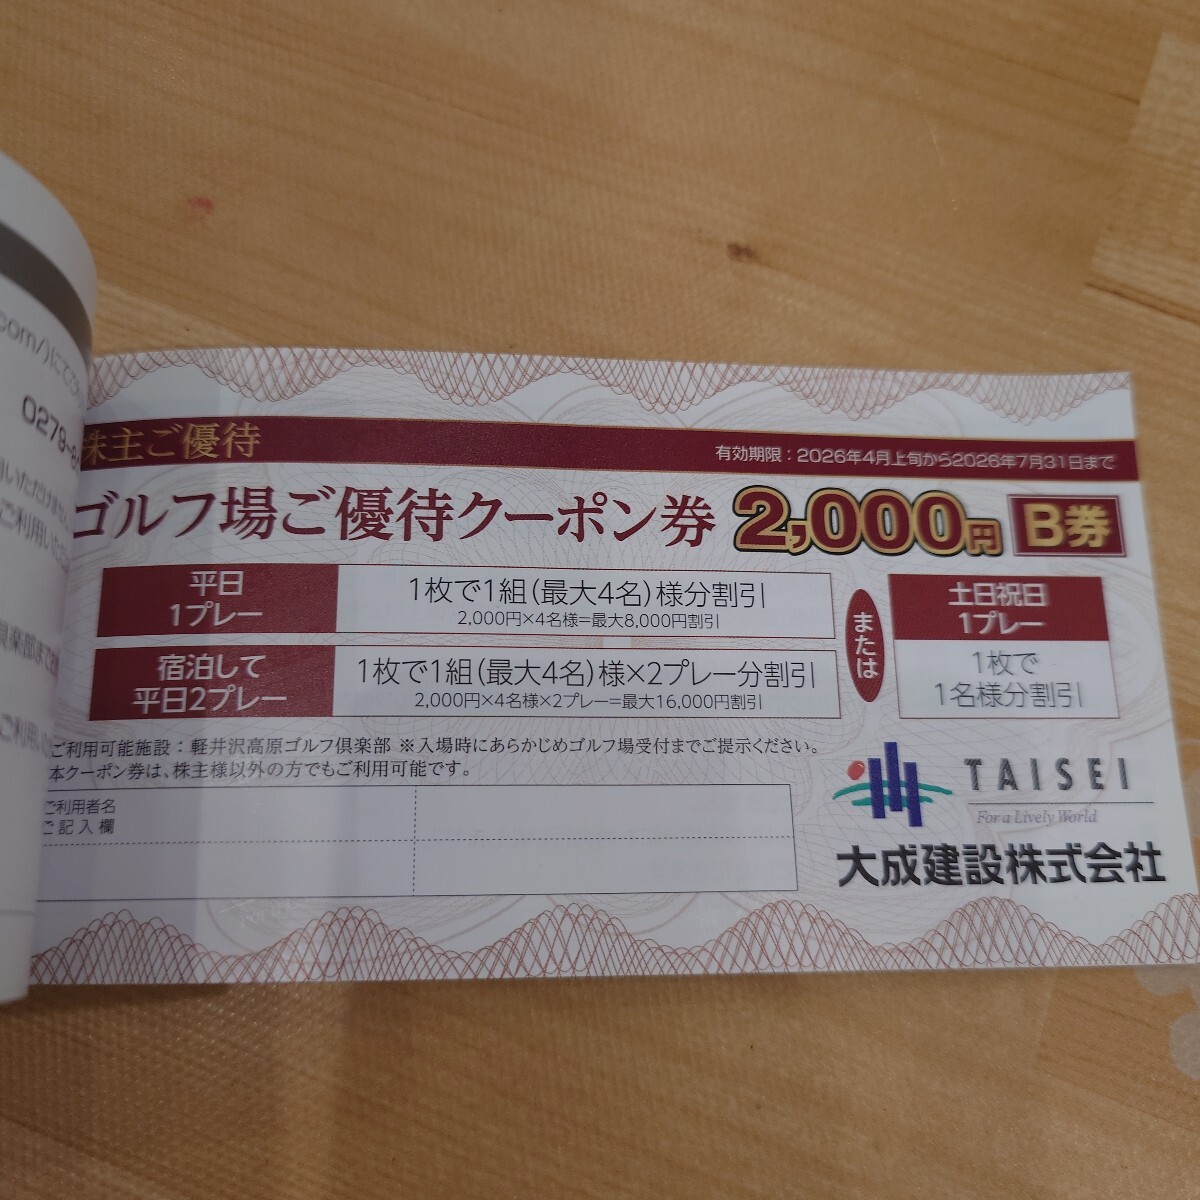 com/)にてご
0279-8
株主ご優待
有効期限：2026年4月上旬から2026年7月31日まで
ゴルフ場ご優待クーポン券 2,000円 B券
平日
1プレー
1枚で1組(最大4名)様分割引
2,000円×4名様=最大8,000円割引
宿泊して
平日2プレー
1枚で1組(最大4名)様×2プレー分割引
2,000円×4名様×2プレー=最大16,000円割引
または
土日祝日
1プレー
1枚で
1名様分割引
ご利用可能施設：軽井沢高原ゴルフ倶楽部 ※入場時にあらかじめゴルフ場受付までご提示ください。
本クーポン券は、株主様以外の方でもご利用可能です。
ご利用者名
ご記入欄
TAISEI
For a Lively World
大成建設株式会社